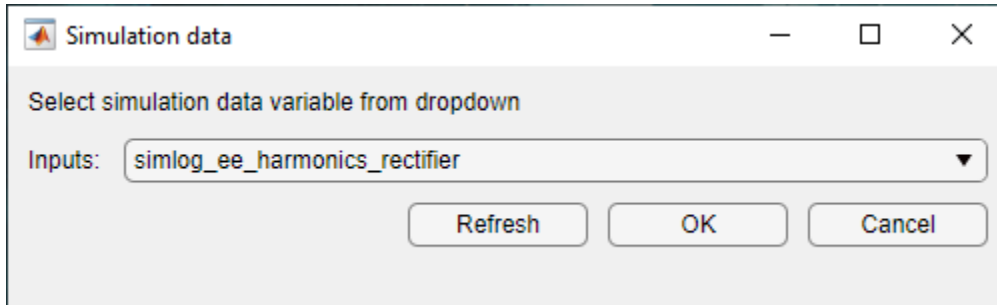 Simulation data
Select simulation data variable from dropdown
Inputs: simlog_ee_harmonics_rectifier
Refresh OK Cancel